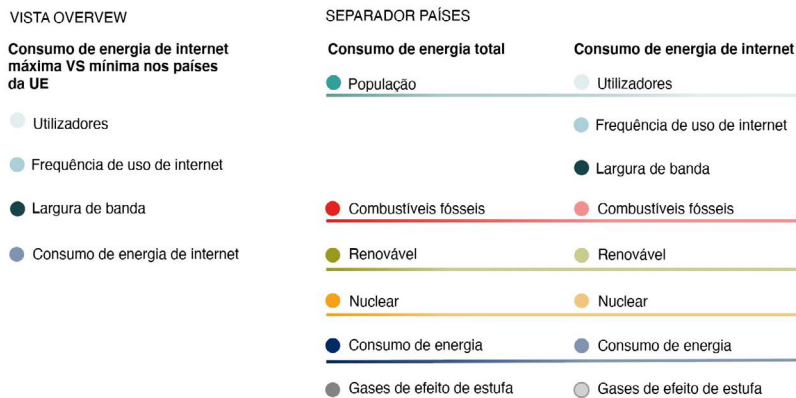 VISTA OVERVEW
Consumo de energia de internet
máxima VS mínima nos países
da UE
Utilizadores
Frequência de uso de internet
Largura de banda
Consumo de energia de internet
SEPARADOR PAÍSES
Consumo de energia total
População
Combustíveis fósseis
Renovável
Nuclear
Consumo de energia
Gases de efeito de estufa
Consumo de energia de internet
Utilizadores
Frequência de uso de internet
Largura de banda
Combustíveis fósseis
Renovável
Nuclear
Consumo de energia
Gases de efeito de estufa